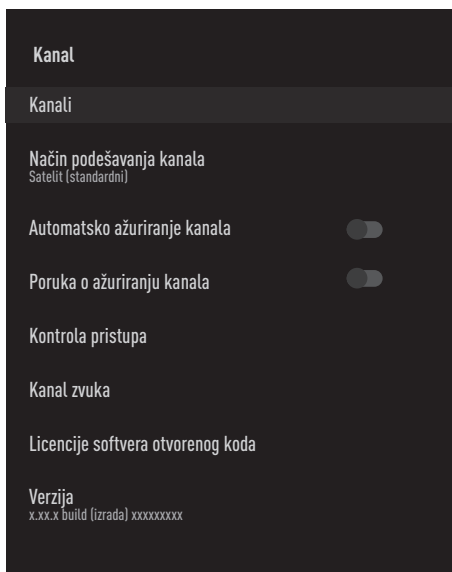 Kanal
Kanali
Način podešavanja kanala
Satelit (standardni)
Automatsko ažuriranje kanala
Poruka o ažuriranju kanala
Kontrola pristupa
Kanal zvuka
Licencije softvera otvorenog koda
Verzija
x.xx.x build (izrada) xxxxxxxxx